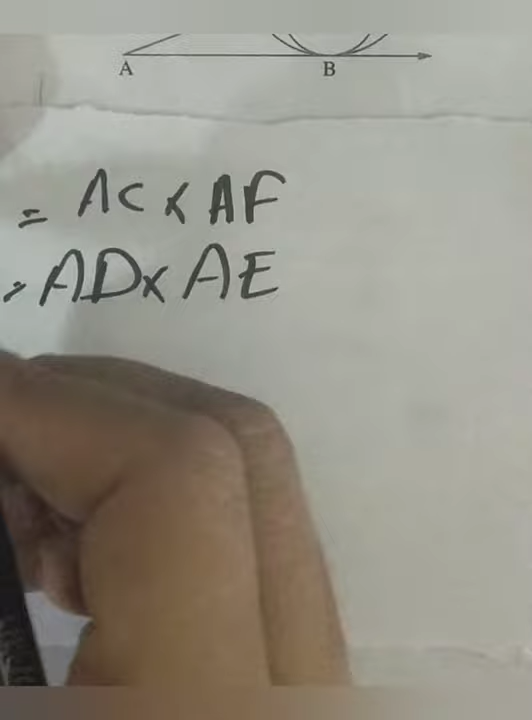 A B
= AC x AF
= AD x AE